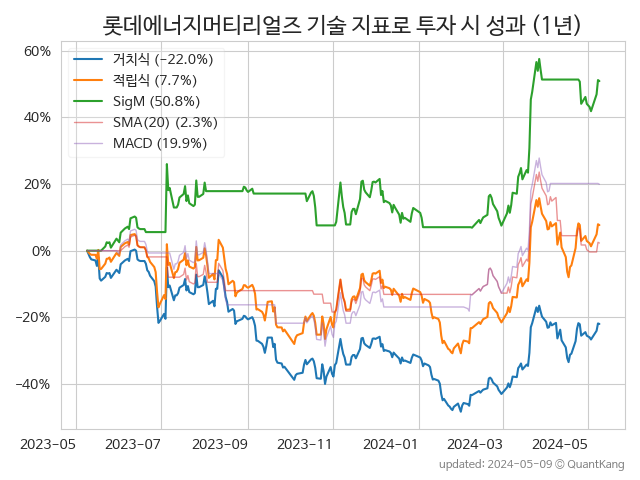 롯데에너지머티리얼즈 기술 지표로 투자 시 성과 (1년)
60%
40%
20%
0%
−20%
−40%
거치식 (−22.0%)
적립식 (7.7%)
SigM (50.8%)
SMA(20) (2.3%)
MACD (19.9%)
2023-05
2023-07
2023-09
2023-11
2024-01
2024-03
2024-05
updated: 2024-05-09 © QuantKang